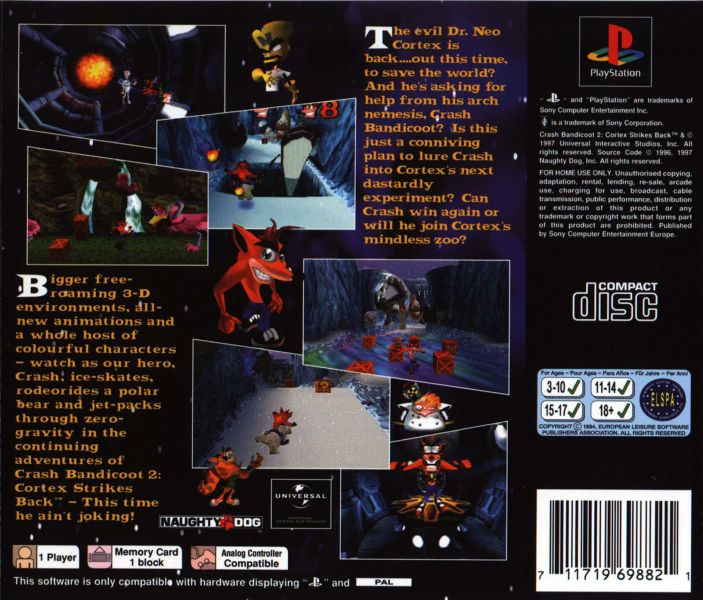 The evil Dr. Neo
Cortex is
back....out this time,
to save the world?
And he's asking for
help from his arch
nemesis, Crash
Bandicoot? Is this
just a conniving
plan to lure Crash
into Cortex's next
dastardly
experiment? Can
Crash win again or
will he join Cortex's
mindless zoo?
8
Bigger free-
roaming 3-D
environments, all-
new animations and
a whole host of
colourful characters
– watch as our hero,
Crash, ice-skates,
rodeorides a polar
bear and jet-packs
through zero-
gravity in the
continuing
adventures of
Crash Bandicoot 2:
Cortex Strikes
Back™ – This time
he ain't joking!
NAUGHTY DOG
UNIVERSAL
INTERACTIVE STUDIOS
1 Player
Memory Card
1 block
Analog Controller
Compatible
This software is only compatible with hardware displaying " " and PAL
PlayStation
" " and "PlayStation" are trademarks of
Sony Computer Entertainment Inc.
is a trademark of Sony Corporation.
Crash Bandicoot 2: Cortex Strikes Back™ & ©
1997 Universal Interactive Studios, Inc. All
rights reserved. Source Code © 1996, 1997
Naughty Dog, Inc. All rights reserved.
FOR HOME USE ONLY. Unauthorised copying,
adaptation, rental, lending, re-sale, arcade
use, charging for use, broadcast, cable
transmission, public performance, distribution
or extraction of this product or any
trademark or copyright work that forms part
of this product are prohibited. Published
by Sony Computer Entertainment Europe.
COMPACT
disc
For Ages – Pour Ages – Para Años – Für Jahre – Per Anni
3-10 11-14
15-17 18+
ELSPA
COPYRIGHT © 1994, EUROPEAN LEISURE SOFTWARE
PUBLISHERS ASSOCIATION, ALL RIGHTS RESERVED
7 11719 69882 1